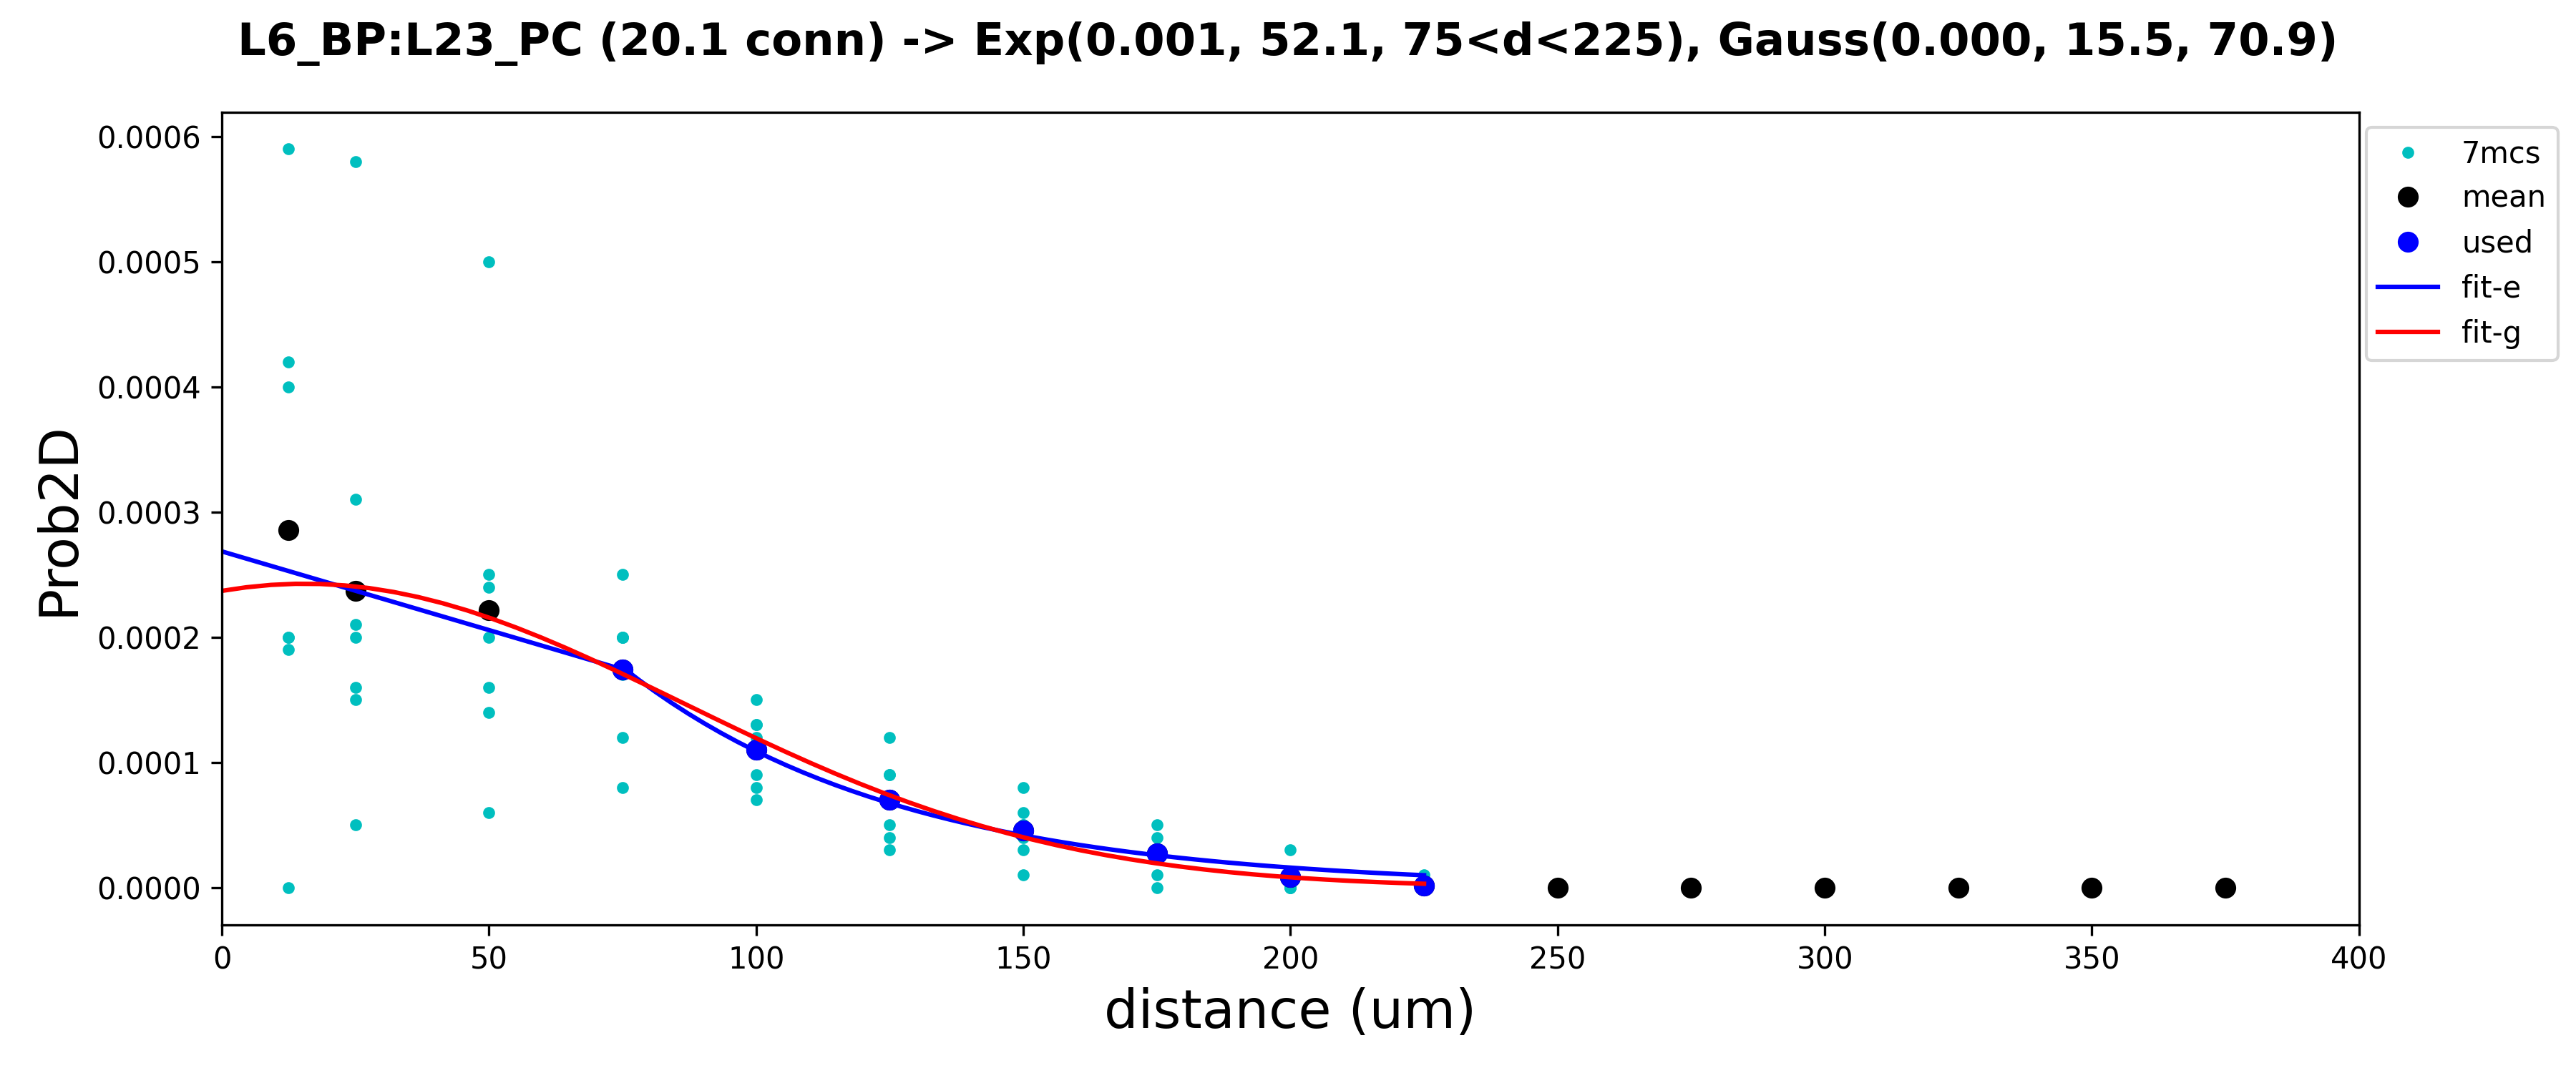 L6_BP:L23_PC (20.1 conn) -> Exp(0.001, 52.1, 75<d<225), Gauss(0.000, 15.5, 70.9)
Prob2D
0.0006
0.0005
0.0004
0.0003
0.0002
0.0001
0.0000
0 50 100 150 200 250 300 350 400
distance (um)
7mcs
mean
used
fit-e
fit-g